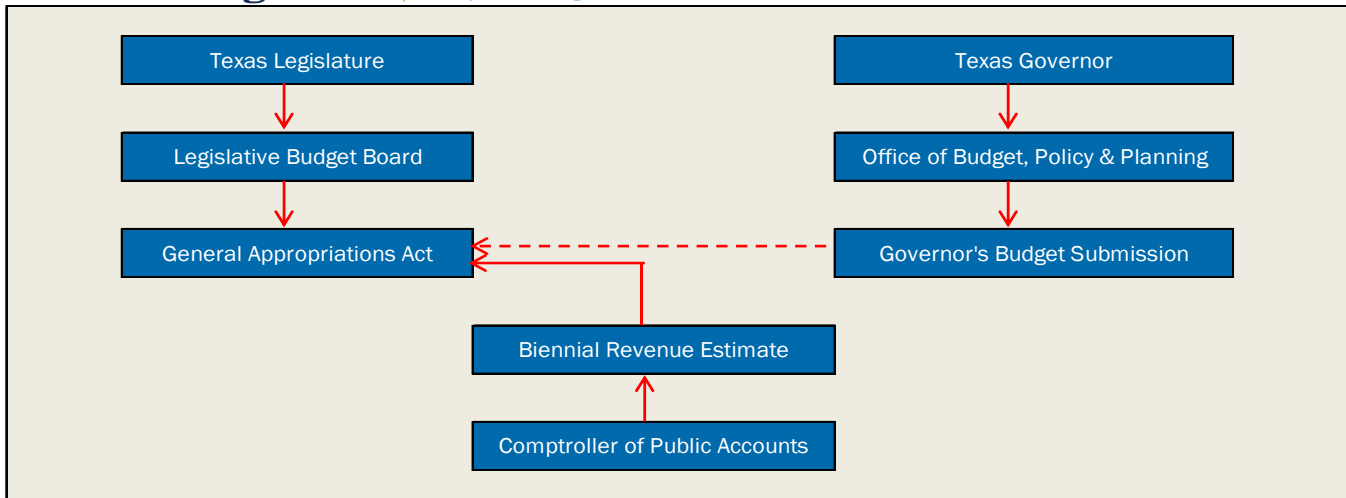 Texas Legislature
Texas Governor
Legislative Budget Board
Office of Budget, Policy & Planning
General Appropriations Act
Governor's Budget Submission
Biennial Revenue Estimate
Comptroller of Public Accounts